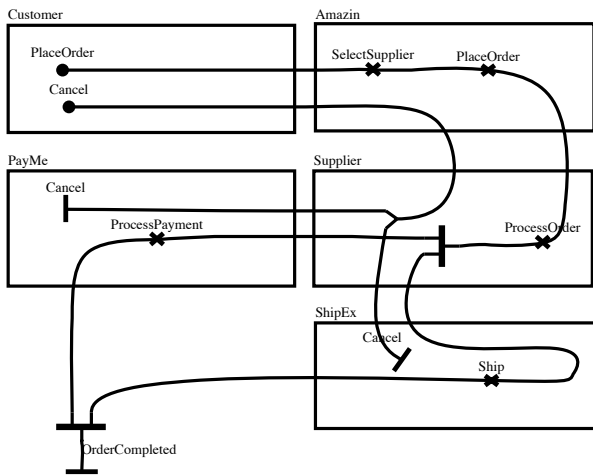 Customer
Amazin
PlaceOrder
SelectSupplier
PlaceOrder
Cancel
PayMe
Supplier
Cancel
ProcessPayment
ProcessOrder
ShipEx
Cancel
Ship
OrderCompleted